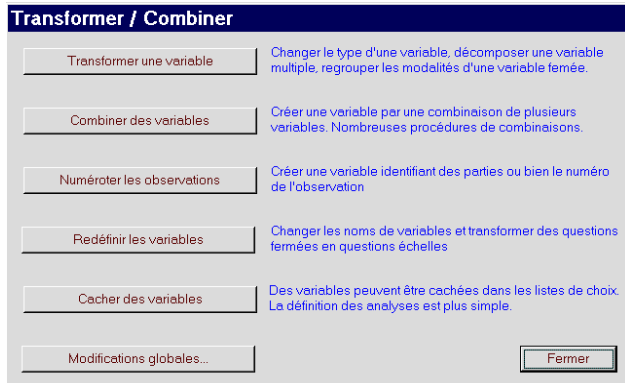 Transformer / Combiner
Transformer une variable
Changer le type d'une variable, décomposer une variable
multiple, regrouper les modalités d'une variable femée.
Combiner des variables
Créer une variable par une combinaison de plusieurs
variables. Nombreuses procédures de combinaisons.
Numéroter les observations
Créer une variable identifiant des parties ou bien le numéro
de l'observation
Redéfinir les variables
Changer les noms de variables et transformer des questions
fermées en questions échelles
Cacher des variables
Des variables peuvent être cachées dans les listes de choix.
La définition des analyses est plus simple.
Modifications globales...
Fermer